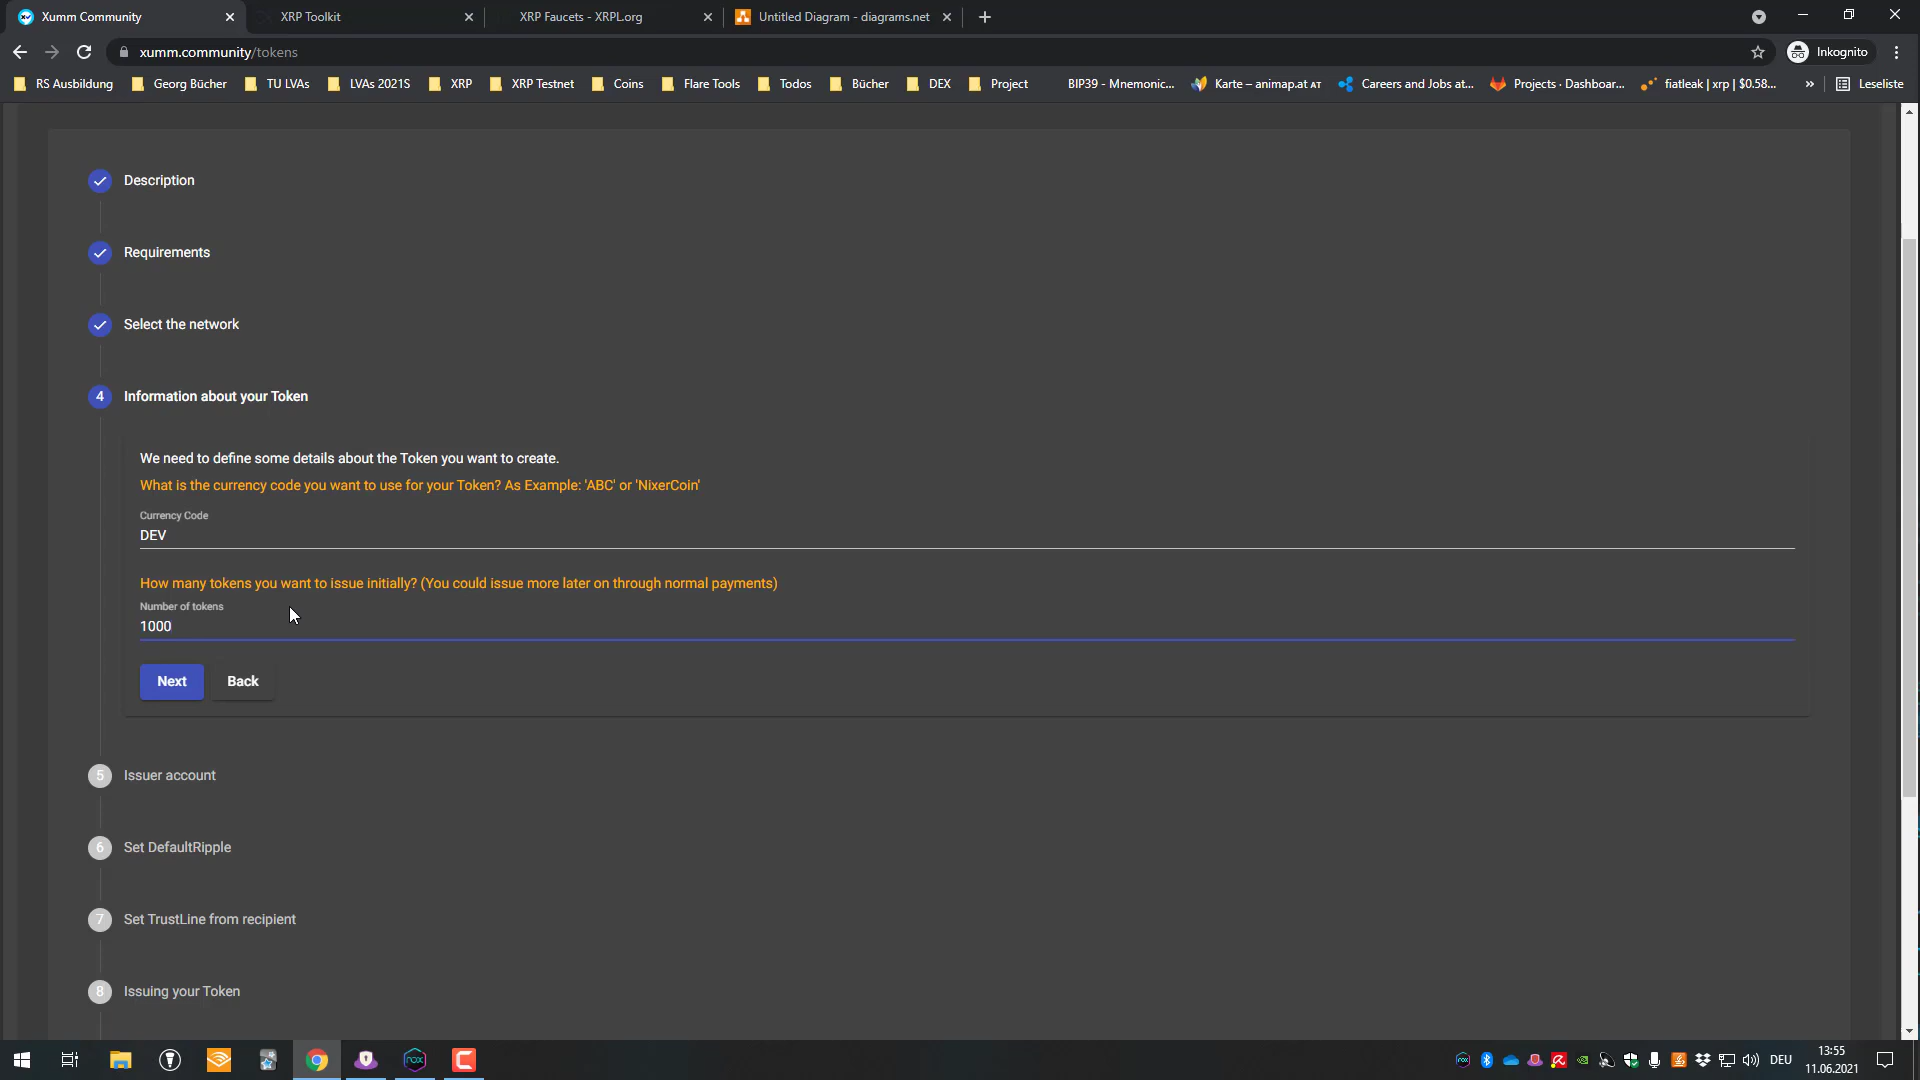 Xumm Community
XRP Toolkit
XRP Faucets - XRPL.org
Untitled Diagram - diagrams.net
xumm.community/tokens
Inkognito
RS Ausbildung
Georg Bücher
TU LVAs
LVAs 2021S
XRP
XRP Testnet
Coins
Flare Tools
Todos
Bücher
DEX
Project
BIP39 - Mnemonic...
Karte – animap.at AT
Careers and Jobs at...
Projects · Dashboar...
fiatleak | xrp | $0.58...
»
Leseliste
Description
Requirements
Select the network
4 Information about your Token
We need to define some details about the Token you want to create.
What is the currency code you want to use for your Token? As Example: 'ABC' or 'NixerCoin'
Currency Code
DEV
How many tokens you want to issue initially? (You could issue more later on through normal payments)
Number of tokens
1000
Next
Back
5 Issuer account
6 Set DefaultRipple
7 Set TrustLine from recipient
8 Issuing your Token
DEU
13:55
11.06.2021